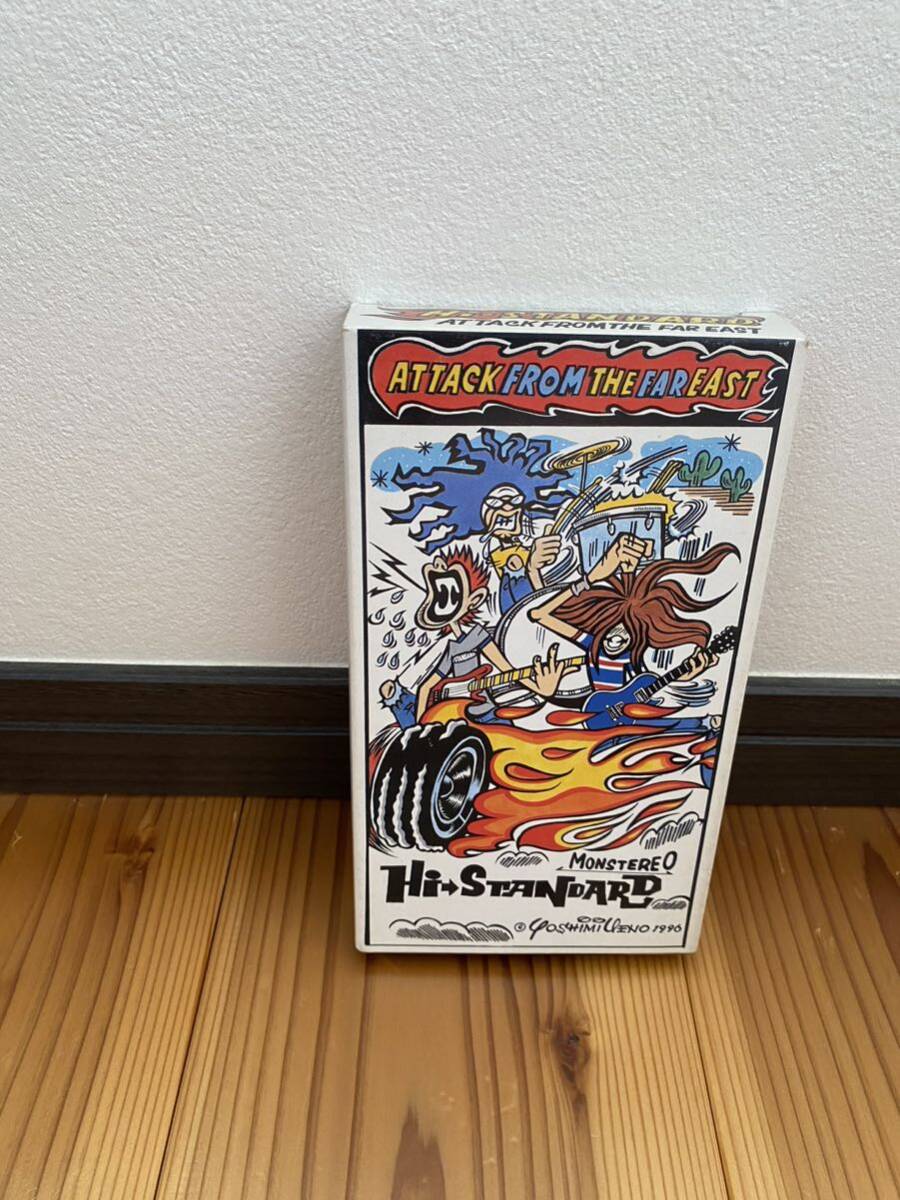 Hi-STANDARD
ATTACK FROM THE FAR EAST
ATTACK FROM THE FAR EAST
MONSTEREO
Hi→STANDARD
© YOSHIMI UENO 1996